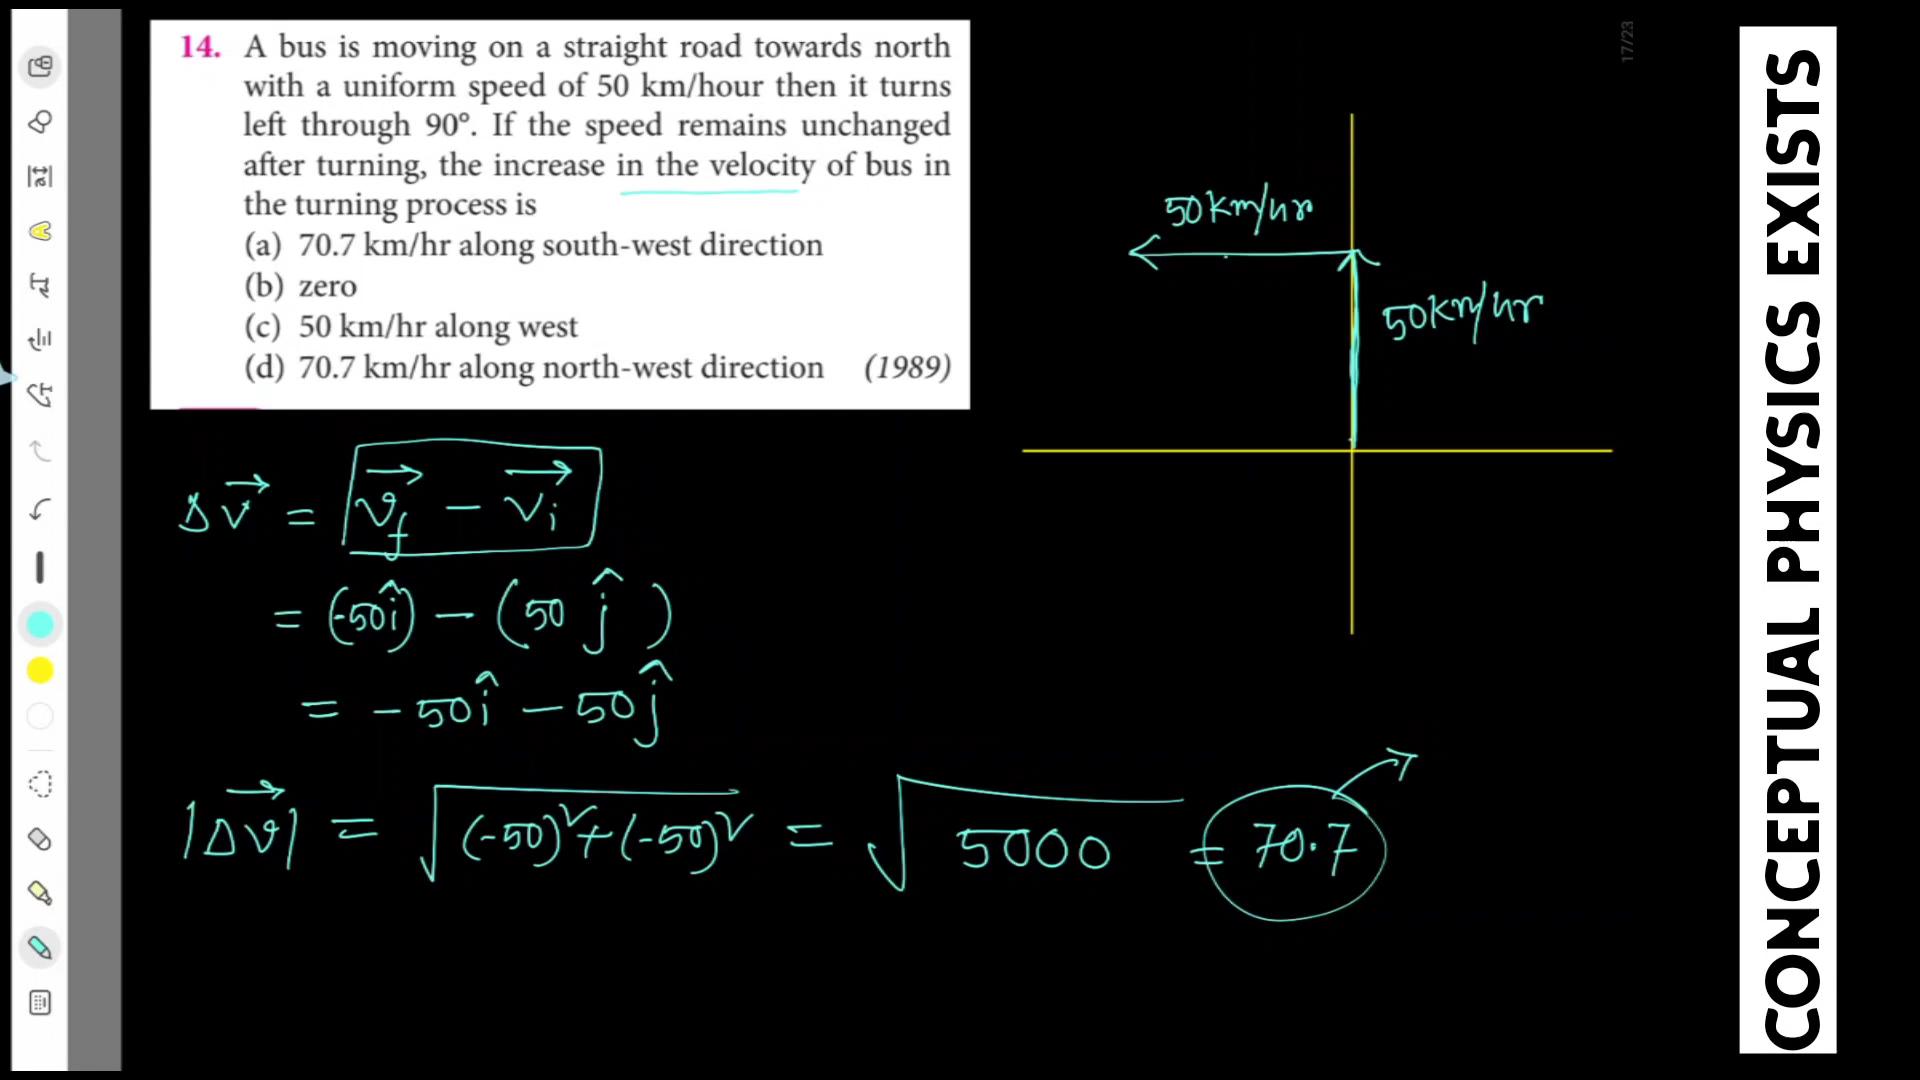 14. A bus is moving on a straight road towards north
with a uniform speed of 50 km/hour then it turns
left through 90°. If the speed remains unchanged
after turning, the increase in the velocity of bus in
the turning process is
(a) 70.7 km/hr along south-west direction
(b) zero
(c) 50 km/hr along west
(d) 70.7 km/hr along north-west direction (1989)
50km/hr
50km/hr
Δv⃗ = v⃗f − v⃗i
= (-50î) − (50 ĵ)
= -50î − 50ĵ
|Δv⃗| = √(-50)²+(-50)² = √5000 = 70.7
17/23
CONCEPTUAL PHYSICS EXISTS